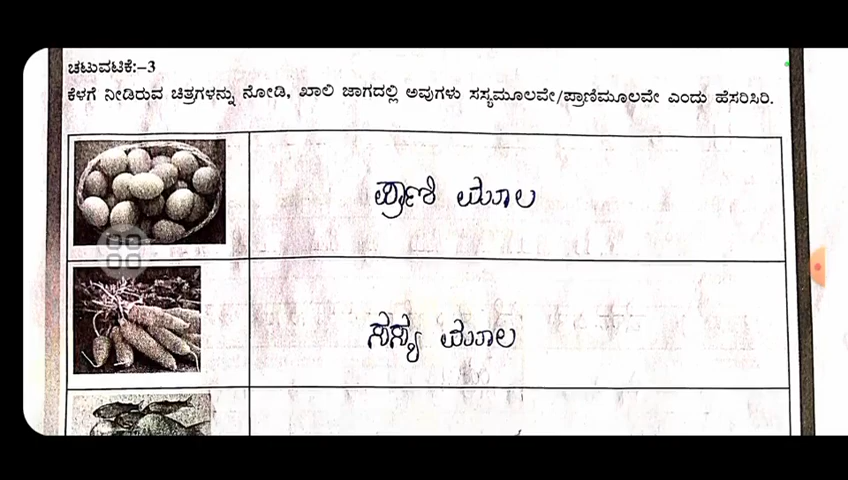 ಚಟುವಟಿಕೆ:–3
ಕೆಳಗೆ ನೀಡಿರುವ ಚಿತ್ರಗಳನ್ನು ನೋಡಿ, ಖಾಲಿ ಜಾಗದಲ್ಲಿ ಅವುಗಳು ಸಸ್ಯಮೂಲವೇ/ಪ್ರಾಣಿಮೂಲವೇ ಎಂದು ಹೆಸರಿಸಿರಿ.
ಪ್ರಾಣಿ ಮೂಲ
ಸಸ್ಯ ಮೂಲ